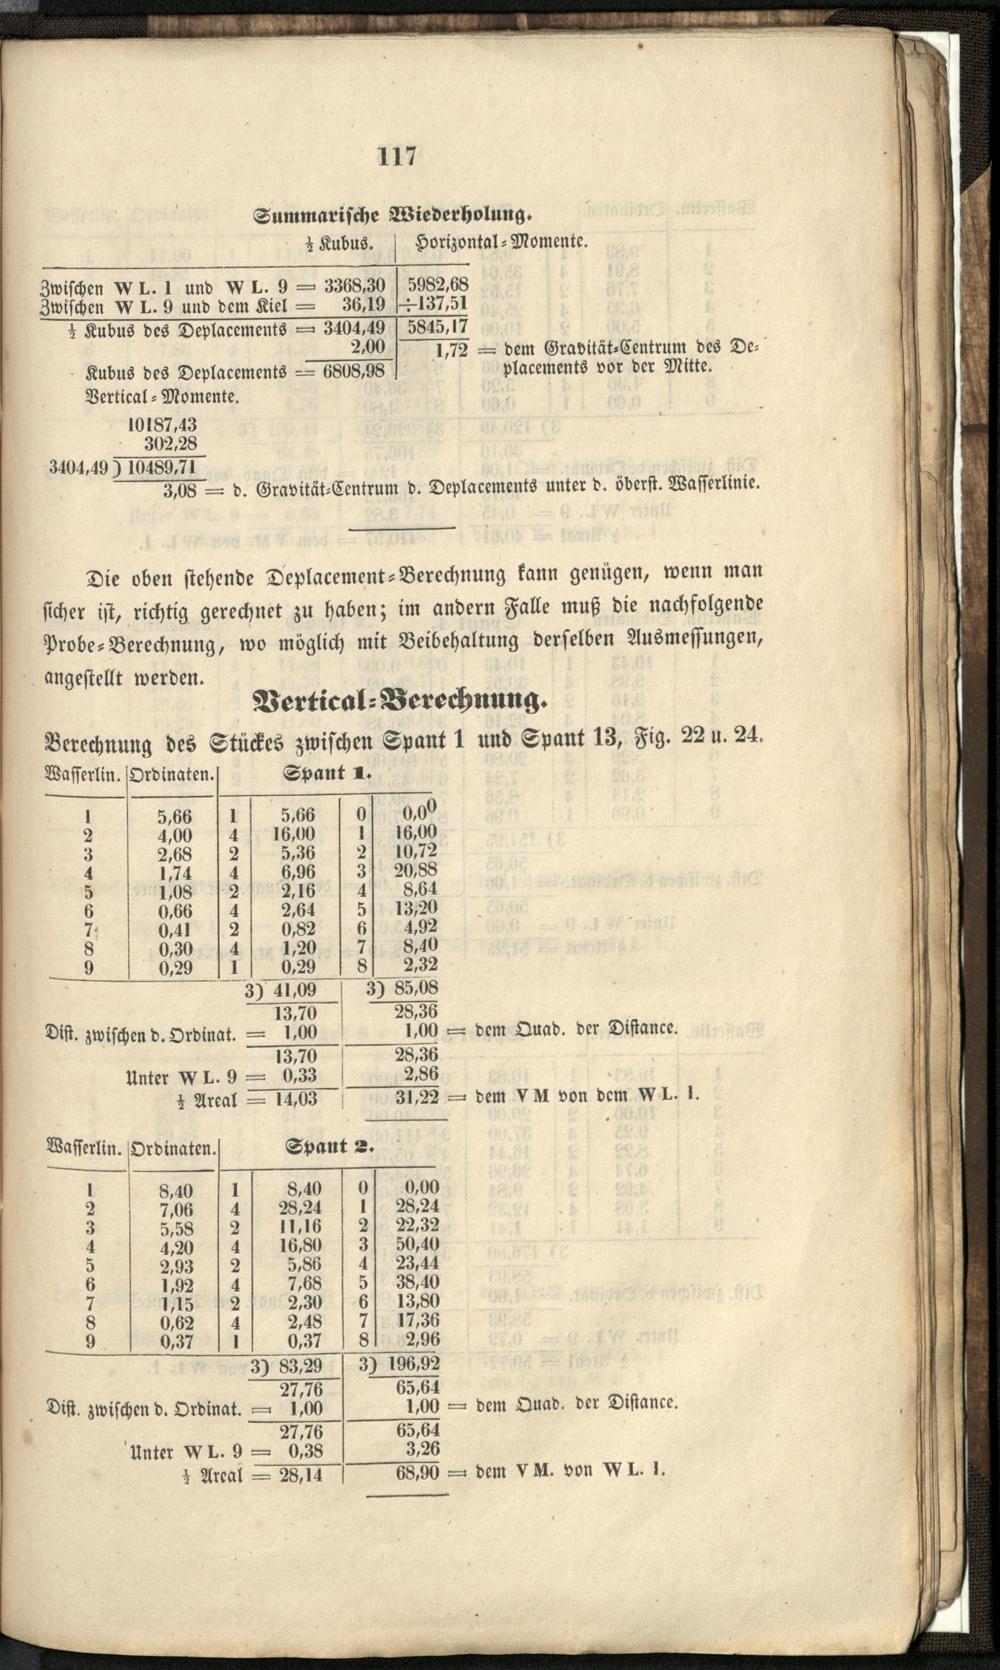 117
Summarische Wiederholung.
½ Kubus. Horizontal-Momente.
Zwischen W L. 1 und W L. 9 = 3368,30 5982,68
Zwischen W L. 9 und dem Kiel = 36,19 ÷137,51
½ Kubus des Deplacements = 3404,49 5845,17
2,00 1,72 = dem Gravität-Centrum des De-
Kubus des Deplacements = 6808,98 placements vor der Mitte.
Vertical-Momente.
10187,43
302,28
3404,49 ) 10489,71
3,08 = d. Gravität-Centrum d. Deplacements unter d. öberst. Wasserlinie.
Die oben stehende Deplacement-Berechnung kann genügen, wenn man
sicher ist, richtig gerechnet zu haben; im andern Falle muß die nachfolgende
Probe-Berechnung, wo möglich mit Beibehaltung derselben Ausmessungen,
angestellt werden.
Vertical-Berechnung.
Berechnung des Stückes zwischen Spant 1 und Spant 13, Fig. 22 u. 24.
Wasserlin. Ordinaten. Spant 1.
1 5,66 1 5,66 0 0,00
2 4,00 4 16,00 1 16,00
3 2,68 2 5,36 2 10,72
4 1,74 4 6,96 3 20,88
5 1,08 2 2,16 4 8,64
6 0,66 4 2,64 5 13,20
7 0,41 2 0,82 6 4,92
8 0,30 4 1,20 7 8,40
9 0,29 1 0,29 8 2,32
3) 41,09 3) 85,08
13,70 28,36
Dist. zwischen d. Ordinat. = 1,00 1,00 = dem Quad. der Distance.
13,70 28,36
Unter W L. 9 = 0,33 2,86
½ Areal = 14,03 31,22 = dem V M von dem W L. 1.
Wasserlin. Ordinaten. Spant 2.
1 8,40 1 8,40 0 0,00
2 7,06 4 28,24 1 28,24
3 5,58 2 11,16 2 22,32
4 4,20 4 16,80 3 50,40
5 2,93 2 5,86 4 23,44
6 1,92 4 7,68 5 38,40
7 1,15 2 2,30 6 13,80
8 0,62 4 2,48 7 17,36
9 0,37 1 0,37 8 2,96
3) 83,29 3) 196,92
27,76 65,64
Dist. zwischen d. Ordinat. = 1,00 1,00 = dem Quad. der Distance.
27,76 65,64
Unter W L. 9 = 0,38 3,26
½ Areal = 28,14 68,90 = dem V M. von W L. 1.